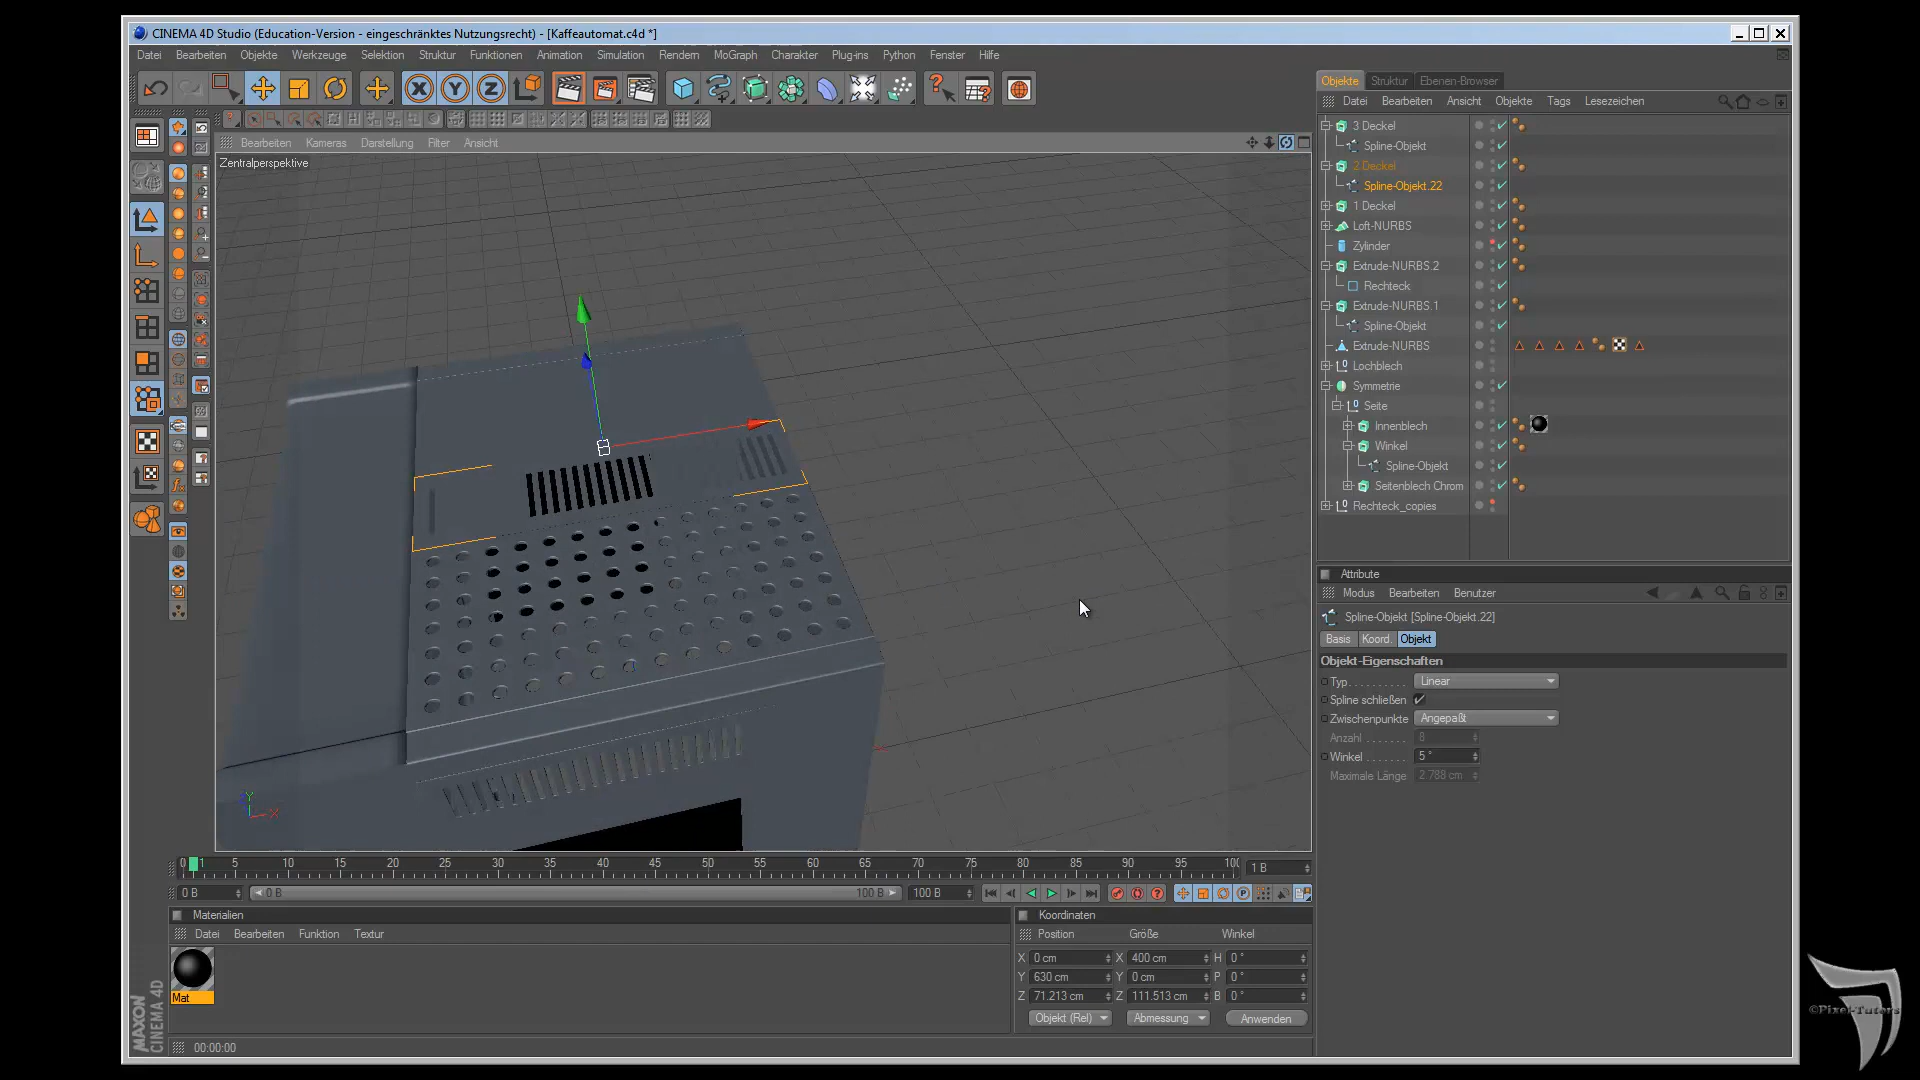 CINEMA 4D Studio (Education-Version - eingeschränktes Nutzungsrecht) - [Kaffeautomat.c4d *]
Datei Bearbeiten Objekte Werkzeuge Selektion Struktur Funktionen Animation Simulation Rendern MoGraph Charakter Plug-ins Python Fenster Hilfe
Objekte Struktur Ebenen-Browser
Datei Bearbeiten Ansicht Objekte Tags Lesezeichen
Bearbeiten Kameras Darstellung Filter Ansicht
Zentralperspektive
3 Deckel
Spline-Objekt
2 Deckel
Spline-Objekt.22
1 Deckel
Loft-NURBS
Zylinder
Extrude-NURBS.2
Rechteck
Extrude-NURBS.1
Spline-Objekt
Extrude-NURBS
Lochblech
Symmetrie
Seite
Innenblech
Winkel
Spline-Objekt
Seitenblech Chrom
Rechteck_copies
Attribute
Modus Bearbeiten Benutzer
Spline-Objekt [Spline-Objekt.22]
Basis Koord. Objekt
Objekt-Eigenschaften
Typ Linear
Spline schließen
Zwischenpunkte Angepaßt
Anzahl 8
Winkel 5 °
Maximale Länge 2.788 cm
Y X
0 1 5 10 15 20 25 30 35 40 45 50 55 60 65 70 75 80 85 90 95 100 1 B
0 B 0 B 100 B 100 B
Materialien
Datei Bearbeiten Funktion Textur
Mat
Koordinaten
Position Größe Winkel
X 0 cm X 400 cm H 0 °
Y 630 cm Y 0 cm P 0 °
Z 71.213 cm Z 111.513 cm B 0 °
Objekt (Rel) Abmessung Anwenden
00:00:00
MAXON CINEMA 4D
©Pixel-Tutors